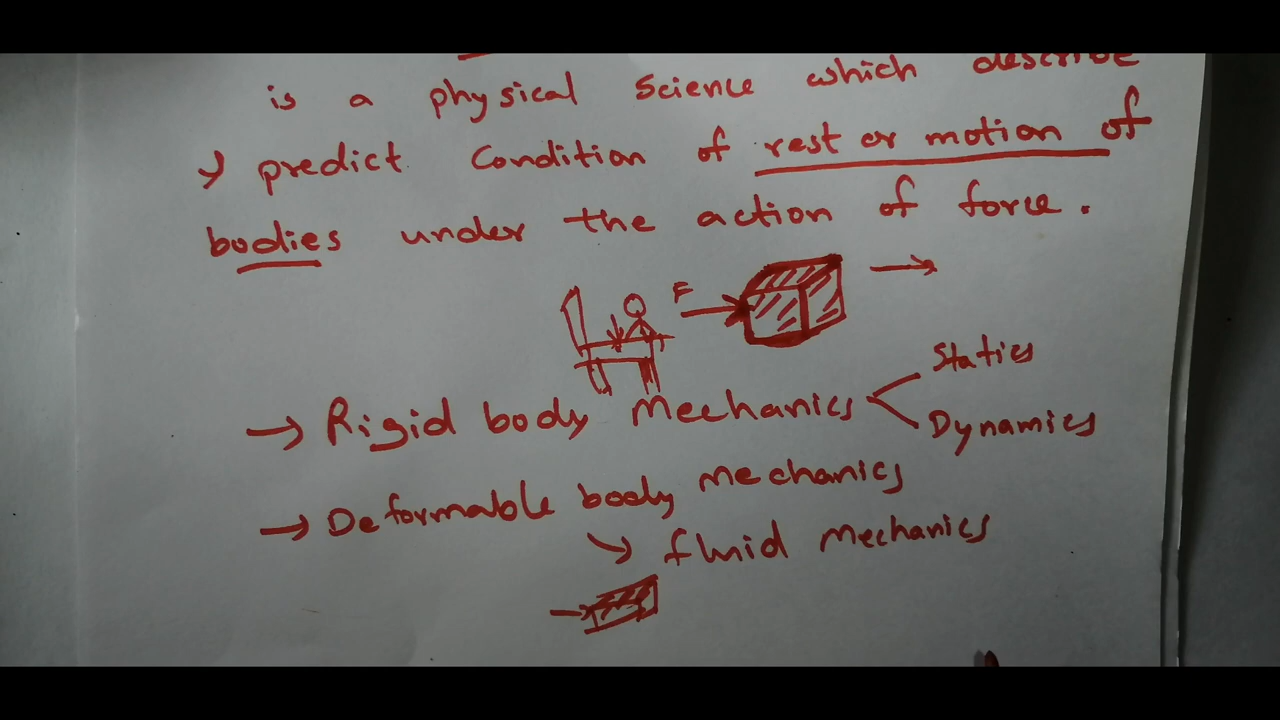 is a physical science which describe
→ predict condition of rest or motion of
bodies under the action of force.
F
→ Rigid body Mechanics
Statics
Dynamics
→ Deformable body Mechanics
→ fluid Mechanics